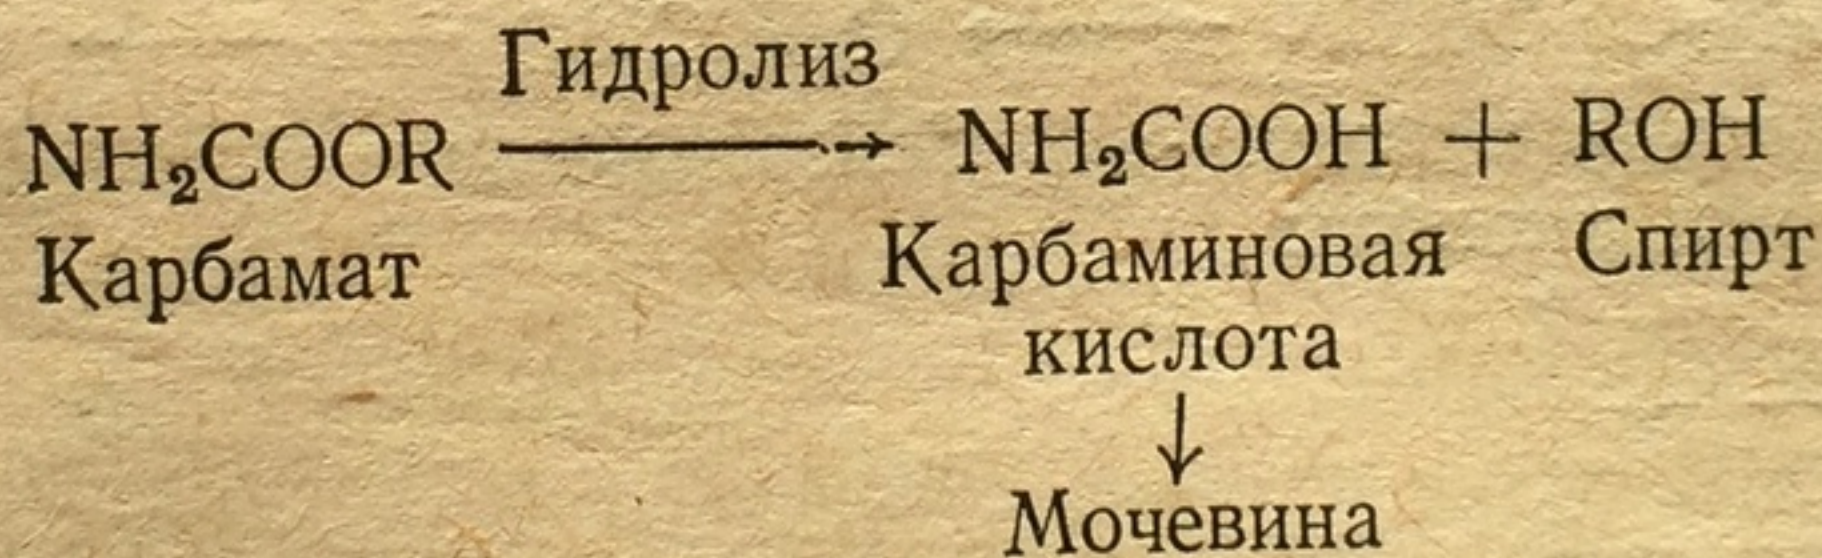 Гидролиз
NH₂COOR → NH₂COOH + ROH
Карбамат Карбаминовая Спирт
кислота
↓
Мочевина